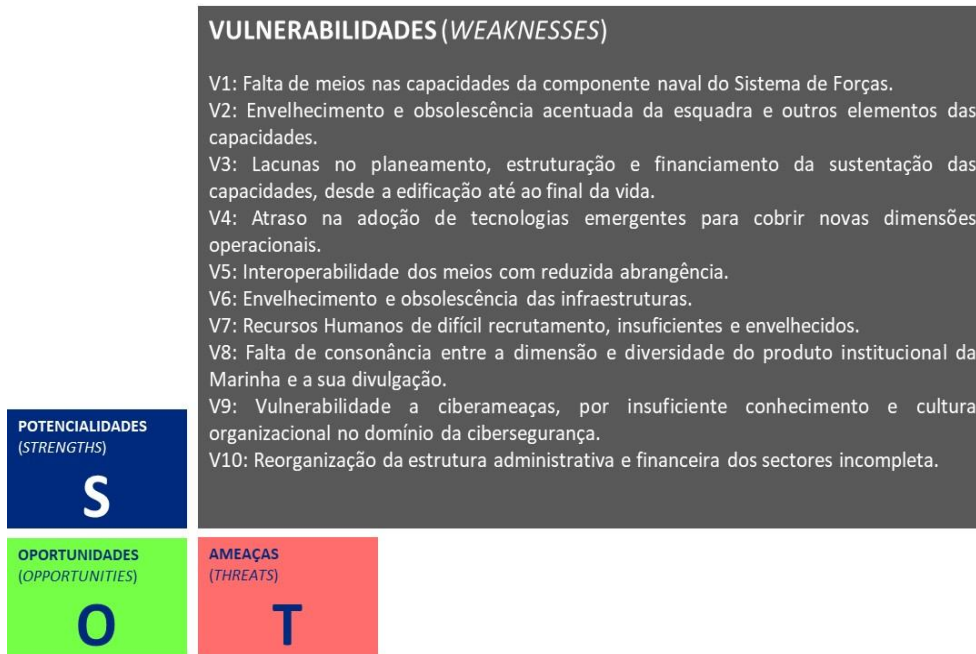 VULNERABILIDADES (WEAKNESSES)
V1: Falta de meios nas capacidades da componente naval do Sistema de Forças.
V2: Envelhecimento e obsolescência acentuada da esquadra e outros elementos das
capacidades.
V3: Lacunas no planeamento, estruturação e financiamento da sustentação das
capacidades, desde a edificação até ao final da vida.
V4: Atraso na adoção de tecnologias emergentes para cobrir novas dimensões
operacionais.
V5: Interoperabilidade dos meios com reduzida abrangência.
V6: Envelhecimento e obsolescência das infraestruturas.
V7: Recursos Humanos de difícil recrutamento, insuficientes e envelhecidos.
V8: Falta de consonância entre a dimensão e diversidade do produto institucional da
Marinha e a sua divulgação.
V9: Vulnerabilidade a ciberameaças, por insuficiente conhecimento e cultura
organizacional no domínio da cibersegurança.
V10: Reorganização da estrutura administrativa e financeira dos sectores incompleta.
POTENCIALIDADES
(STRENGTHS)
S
OPORTUNIDADES
(OPPORTUNITIES)
O
AMEAÇAS
(THREATS)
T